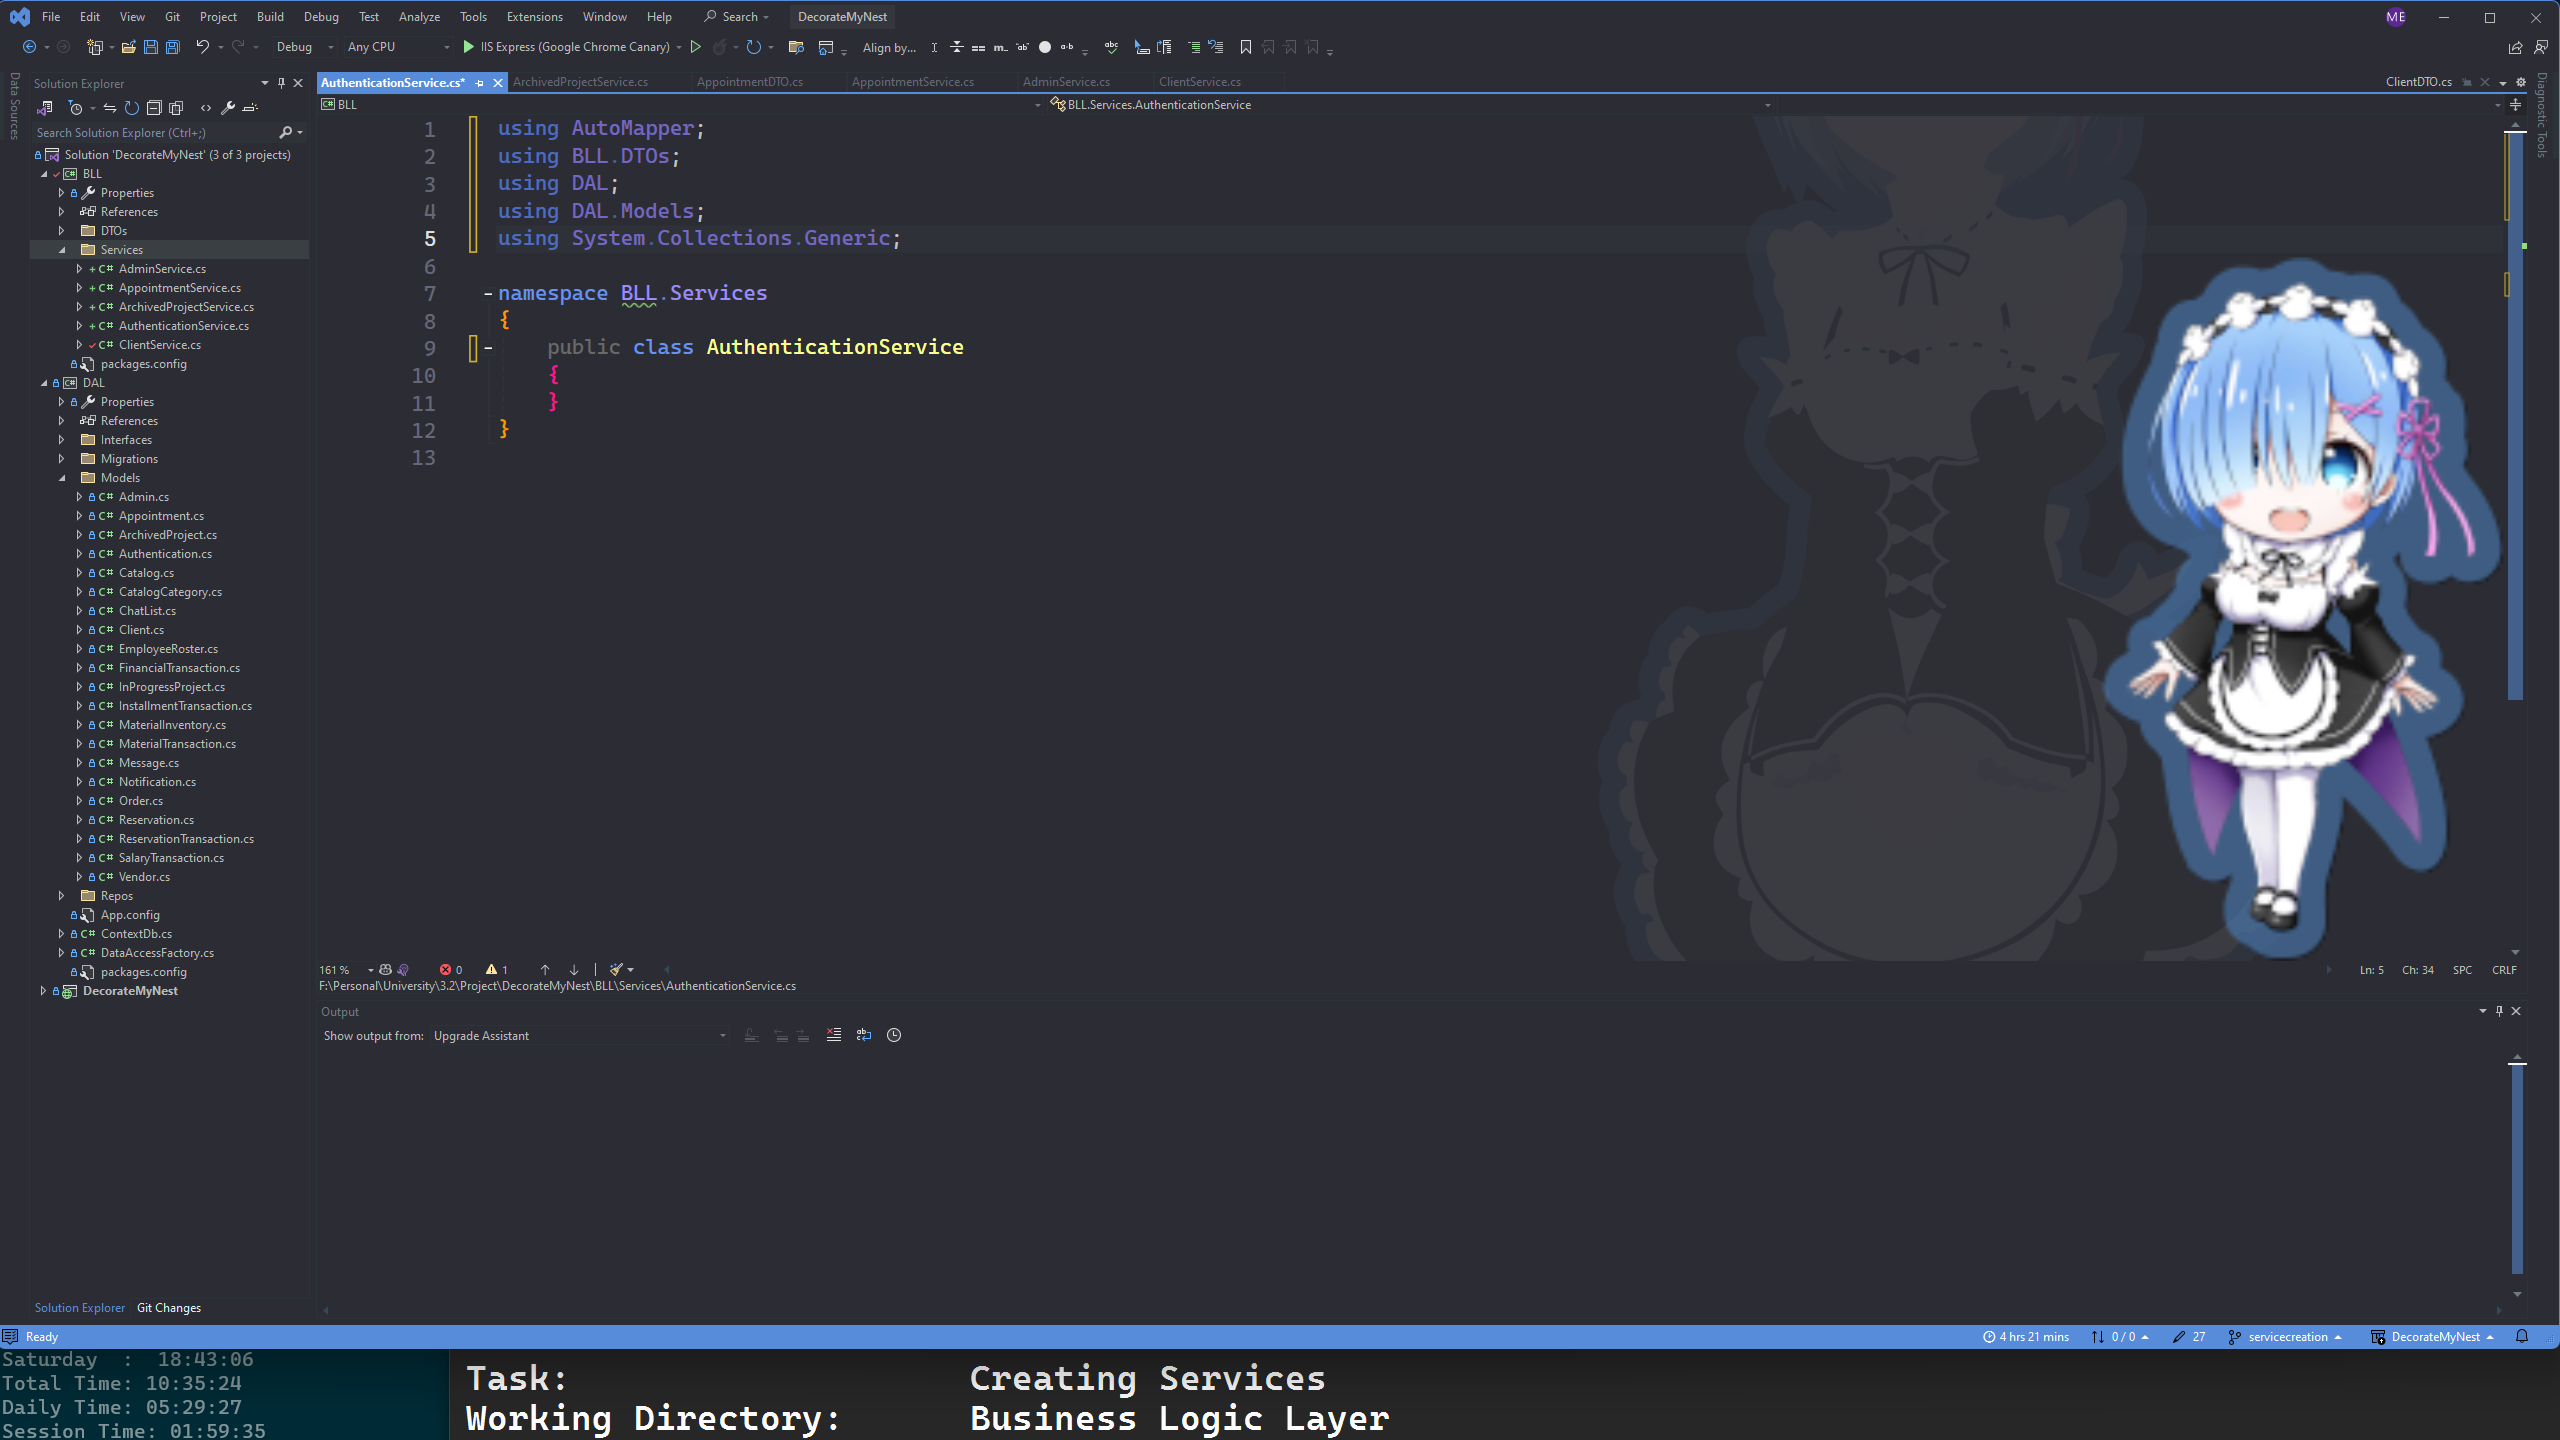 File Edit View Git Project Build Debug Test Analyze Tools Extensions Window Help Search DecorateMyNest ME
Debug Any CPU IIS Express (Google Chrome Canary) Align by...
Data Sources
Solution Explorer
Search Solution Explorer (Ctrl+;)
Solution 'DecorateMyNest' (3 of 3 projects)
BLL
Properties
References
DTOs
Services
AdminService.cs
AppointmentService.cs
ArchivedProjectService.cs
AuthenticationService.cs
ClientService.cs
packages.config
DAL
Properties
References
Interfaces
Migrations
Models
Admin.cs
Appointment.cs
ArchivedProject.cs
Authentication.cs
Catalog.cs
CatalogCategory.cs
ChatList.cs
Client.cs
EmployeeRoster.cs
FinancialTransaction.cs
InProgressProject.cs
InstallmentTransaction.cs
MaterialInventory.cs
MaterialTransaction.cs
Message.cs
Notification.cs
Order.cs
Reservation.cs
ReservationTransaction.cs
SalaryTransaction.cs
Vendor.cs
Repos
App.config
ContextDb.cs
DataAccessFactory.cs
packages.config
DecorateMyNest
Solution Explorer Git Changes
AuthenticationService.cs* ArchivedProjectService.cs AppointmentDTO.cs AppointmentService.cs AdminService.cs ClientService.cs ClientDTO.cs
BLL BLL.Services.AuthenticationService
1 using AutoMapper;
2 using BLL.DTOs;
3 using DAL;
4 using DAL.Models;
5 using System.Collections.Generic;
6
7 namespace BLL.Services
8 {
9 public class AuthenticationService
10 {
11 }
12 }
13
Diagnostic Tools
161 % 0 1 Ln: 5 Ch: 34 SPC CRLF
F:\Personal\University\3.2\Project\DecorateMyNest\BLL\Services\AuthenticationService.cs
Output
Show output from: Upgrade Assistant
Ready 4 hrs 21 mins 0 / 0 27 servicecreation DecorateMyNest
Saturday : 18:43:06
Total Time: 10:35:24
Daily Time: 05:29:27
Session Time: 01:59:35
Task: Creating Services
Working Directory: Business Logic Layer